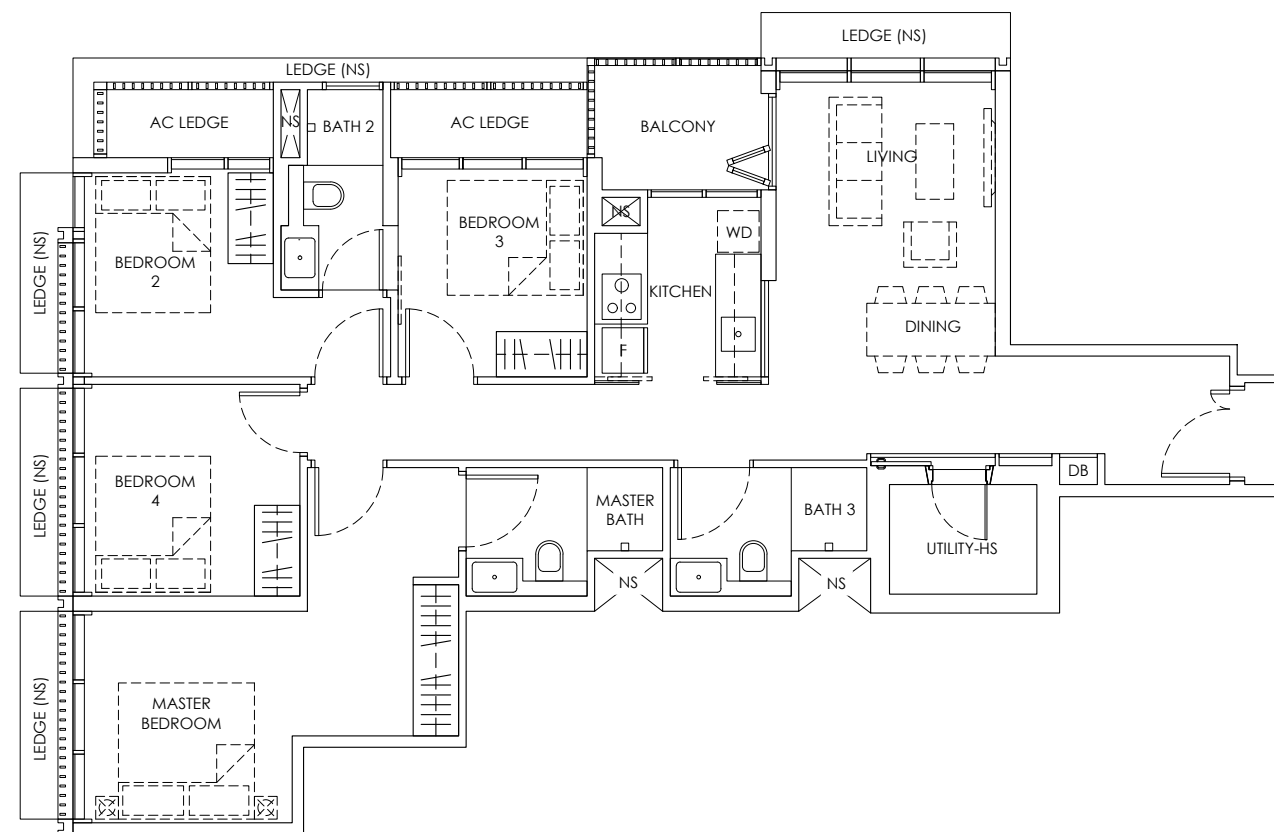 LEDGE (NS)
LEDGE (NS)
AC LEDGE
NS
BATH 2
AC LEDGE
BALCONY
LIVING
BEDROOM
2
BEDROOM
3
NS
WD
KITCHEN
F
DINING
LEDGE (NS)
LEDGE (NS)
BEDROOM
4
MASTER
BATH
BATH 3
DB
UTILITY-HS
NS
NS
LEDGE (NS)
MASTER
BEDROOM